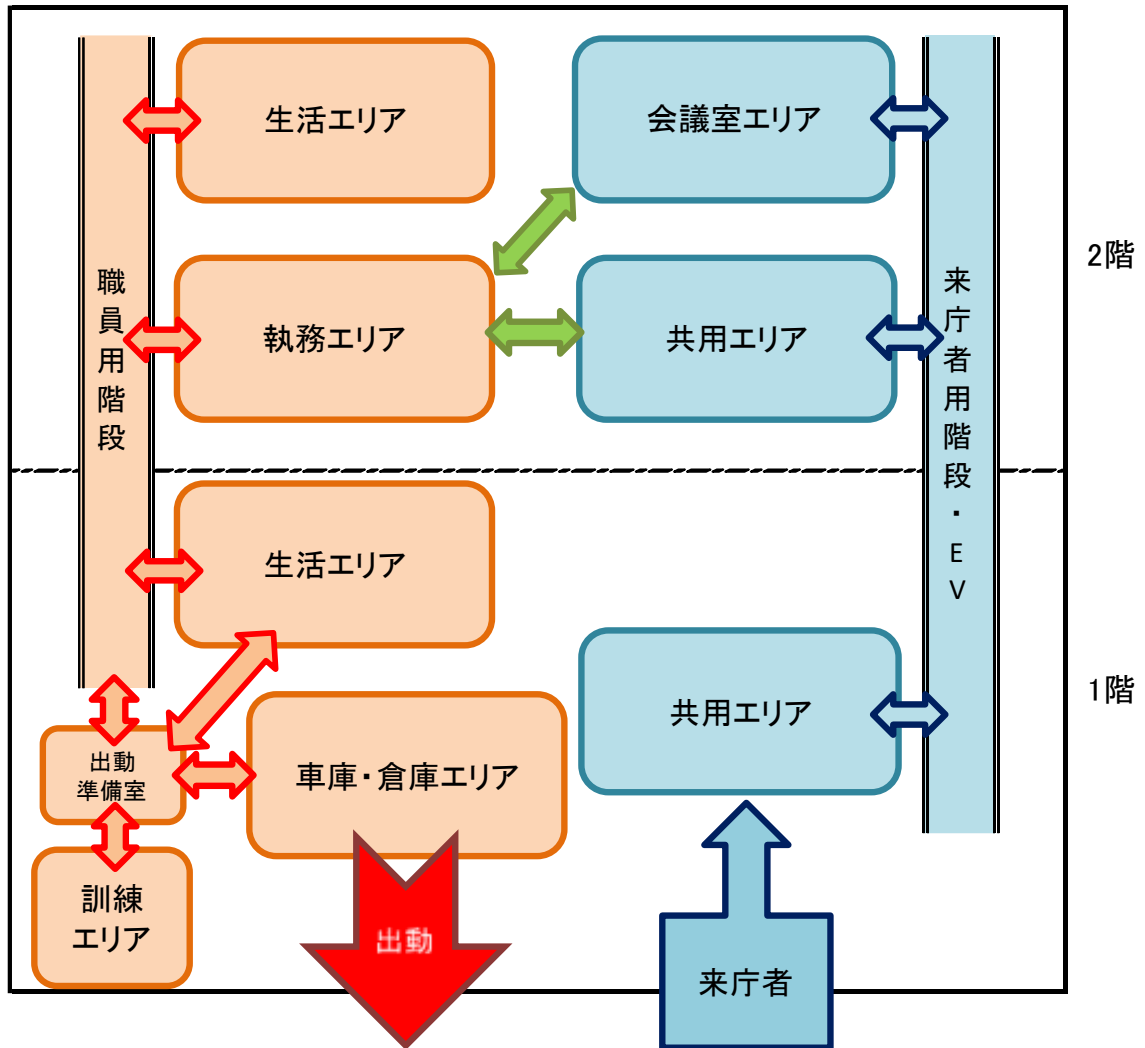 生活エリア
会議室エリア
2階
職員用階段
執務エリア
共用エリア
来庁者用階段・EV
生活エリア
共用エリア
1階
出動
準備室
車庫・倉庫エリア
訓練
エリア
出動
来庁者